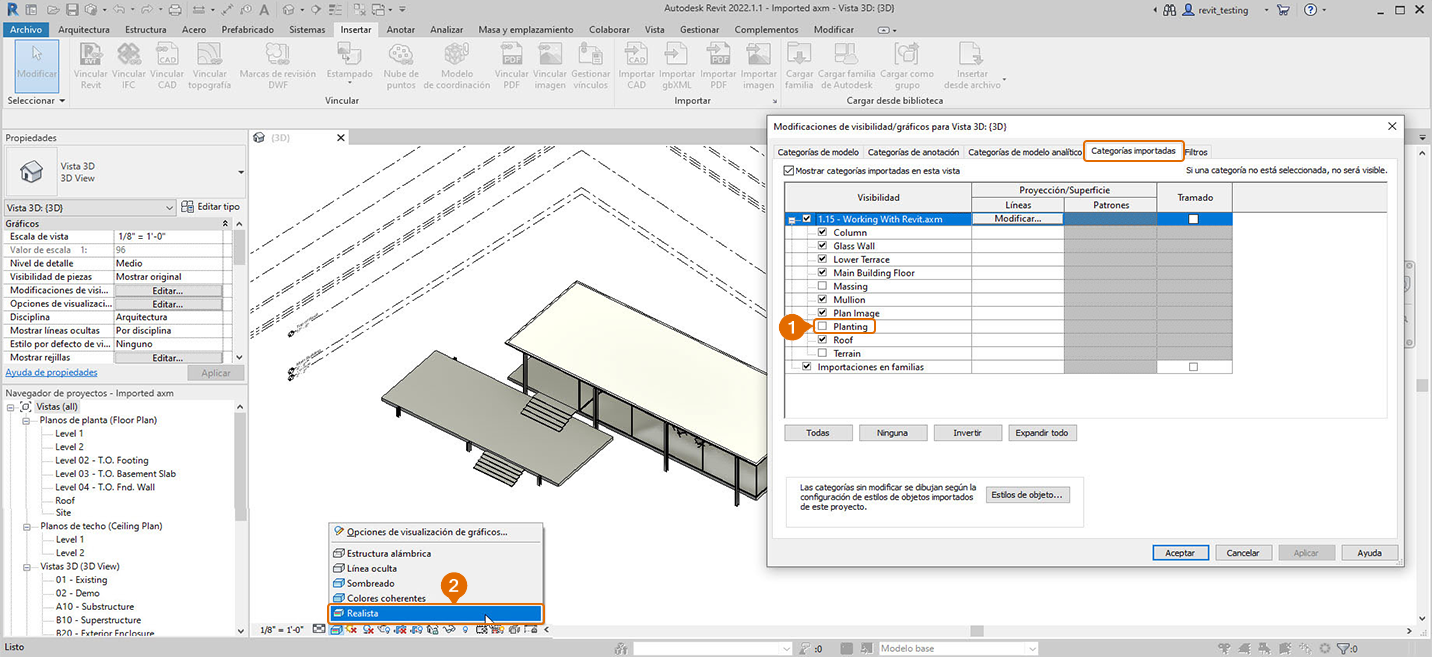 Autodesk Revit 2022.1.1 - Imported axm - Vista 3D: {3D}
revit_testing
Archivo Arquitectura Estructura Acero Prefabricado Sistemas Insertar Anotar Analizar Masa y emplazamiento Colaborar Vista Gestionar Complementos Modificar
Modificar
Vincular Revit
Vincular IFC
Vincular CAD
Vincular topografía
Marcas de revisión DWF
Estampado
Nube de puntos
Modelo de coordinación
Vincular PDF
Vincular imagen
Gestionar vínculos
Importar CAD
Importar gbXML
Importar PDF
Importar imagen
Cargar familia
Cargar familia de Autodesk
Cargar como grupo
Insertar desde archivo
Seleccionar
Vincular
Importar
Cargar desde biblioteca
Propiedades
Vista 3D
3D View
Vista 3D: {3D}
Editar tipo
Gráficos
Escala de vista 1/8" = 1'-0"
Valor de escala 1: 96
Nivel de detalle Medio
Visibilidad de piezas Mostrar original
Modificaciones de visi... Editar...
Opciones de visualizaci... Editar...
Disciplina Arquitectura
Mostrar líneas ocultas Por disciplina
Estilo por defecto de vi... Ninguno
Mostrar rejillas Editar...
Ayuda de propiedades
Aplicar
Navegador de proyectos - Imported axm
Vistas (all)
Planos de planta (Floor Plan)
Level 1
Level 2
Level 02 - T.O. Footing
Level 03 - T.O. Basement Slab
Level 04 - T.O. Fnd. Wall
Roof
Site
Planos de techo (Ceiling Plan)
Level 1
Level 2
Vistas 3D (3D View)
01 - Existing
02 - Demo
A10 - Substructure
B10 - Superestructure
B20 - Exterior Enclosure
{3D}
Opciones de visualización de gráficos...
Estructura alámbrica
Línea oculta
Sombreado
Colores coherentes
2
Realista
1/8" = 1'-0"
Modificaciones de visibilidad/gráficos para Vista 3D: {3D}
Categorías de modelo Categorías de anotación Categorías de modelo analítico Categorías importadas Filtros
Mostrar categorías importadas en esta vista
Si una categoría no está seleccionada, no será visible.
Visibilidad
Proyección/Superficie
Líneas
Patrones
Tramado
1.15 - Working With Revit.axm
Modificar...
Column
Glass Wall
Lower Terrace
Main Building Floor
Massing
Mullion
Plan Image
1
Planting
Roof
Terrain
Importaciones en familias
Todas
Ninguna
Invertir
Expandir todo
Las categorías sin modificar se dibujan según la
configuración de estilos de objetos importados
de este proyecto.
Estilos de objeto...
Aceptar
Cancelar
Aplicar
Ayuda
Listo
:0
Modelo base
:0